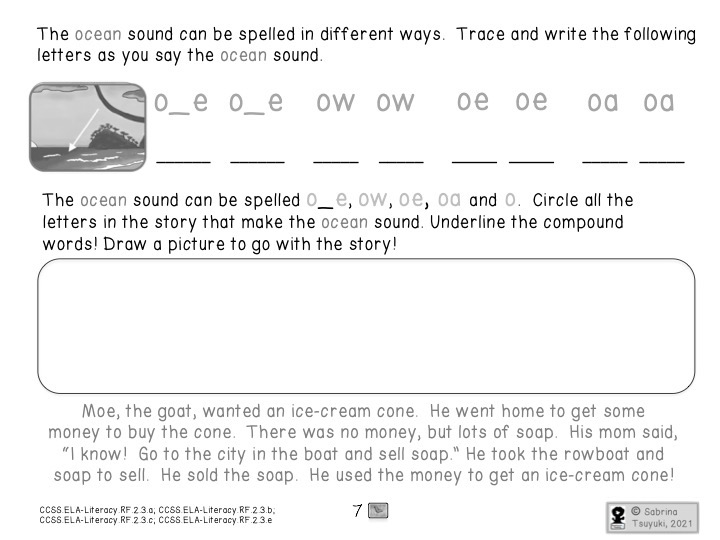 The ocean sound can be spelled in different ways. Trace and write the following
letters as you say the ocean sound.
o_e o_e ow ow oe oe oa oa
______ ______ _____ _____ _____ _____ _____ _____
The ocean sound can be spelled o_e, ow, oe, oa and o. Circle all the
letters in the story that make the ocean sound. Underline the compound
words! Draw a picture to go with the story!
Moe, the goat, wanted an ice-cream cone. He went home to get some
money to buy the cone. There was no money, but lots of soap. His mom said,
"I know! Go to the city in the boat and sell soap." He took the rowboat and
soap to sell. He sold the soap. He used the money to get an ice-cream cone!
CCSS.ELA-Literacy.RF.2.3.a; CCSS.ELA-Literacy.RF.2.3.b;
CCSS.ELA-Literacy.RF.2.3.c; CCSS.ELA-Literacy.RF.2.3.e
7
© Sabrina
Tsuyuki, 2021